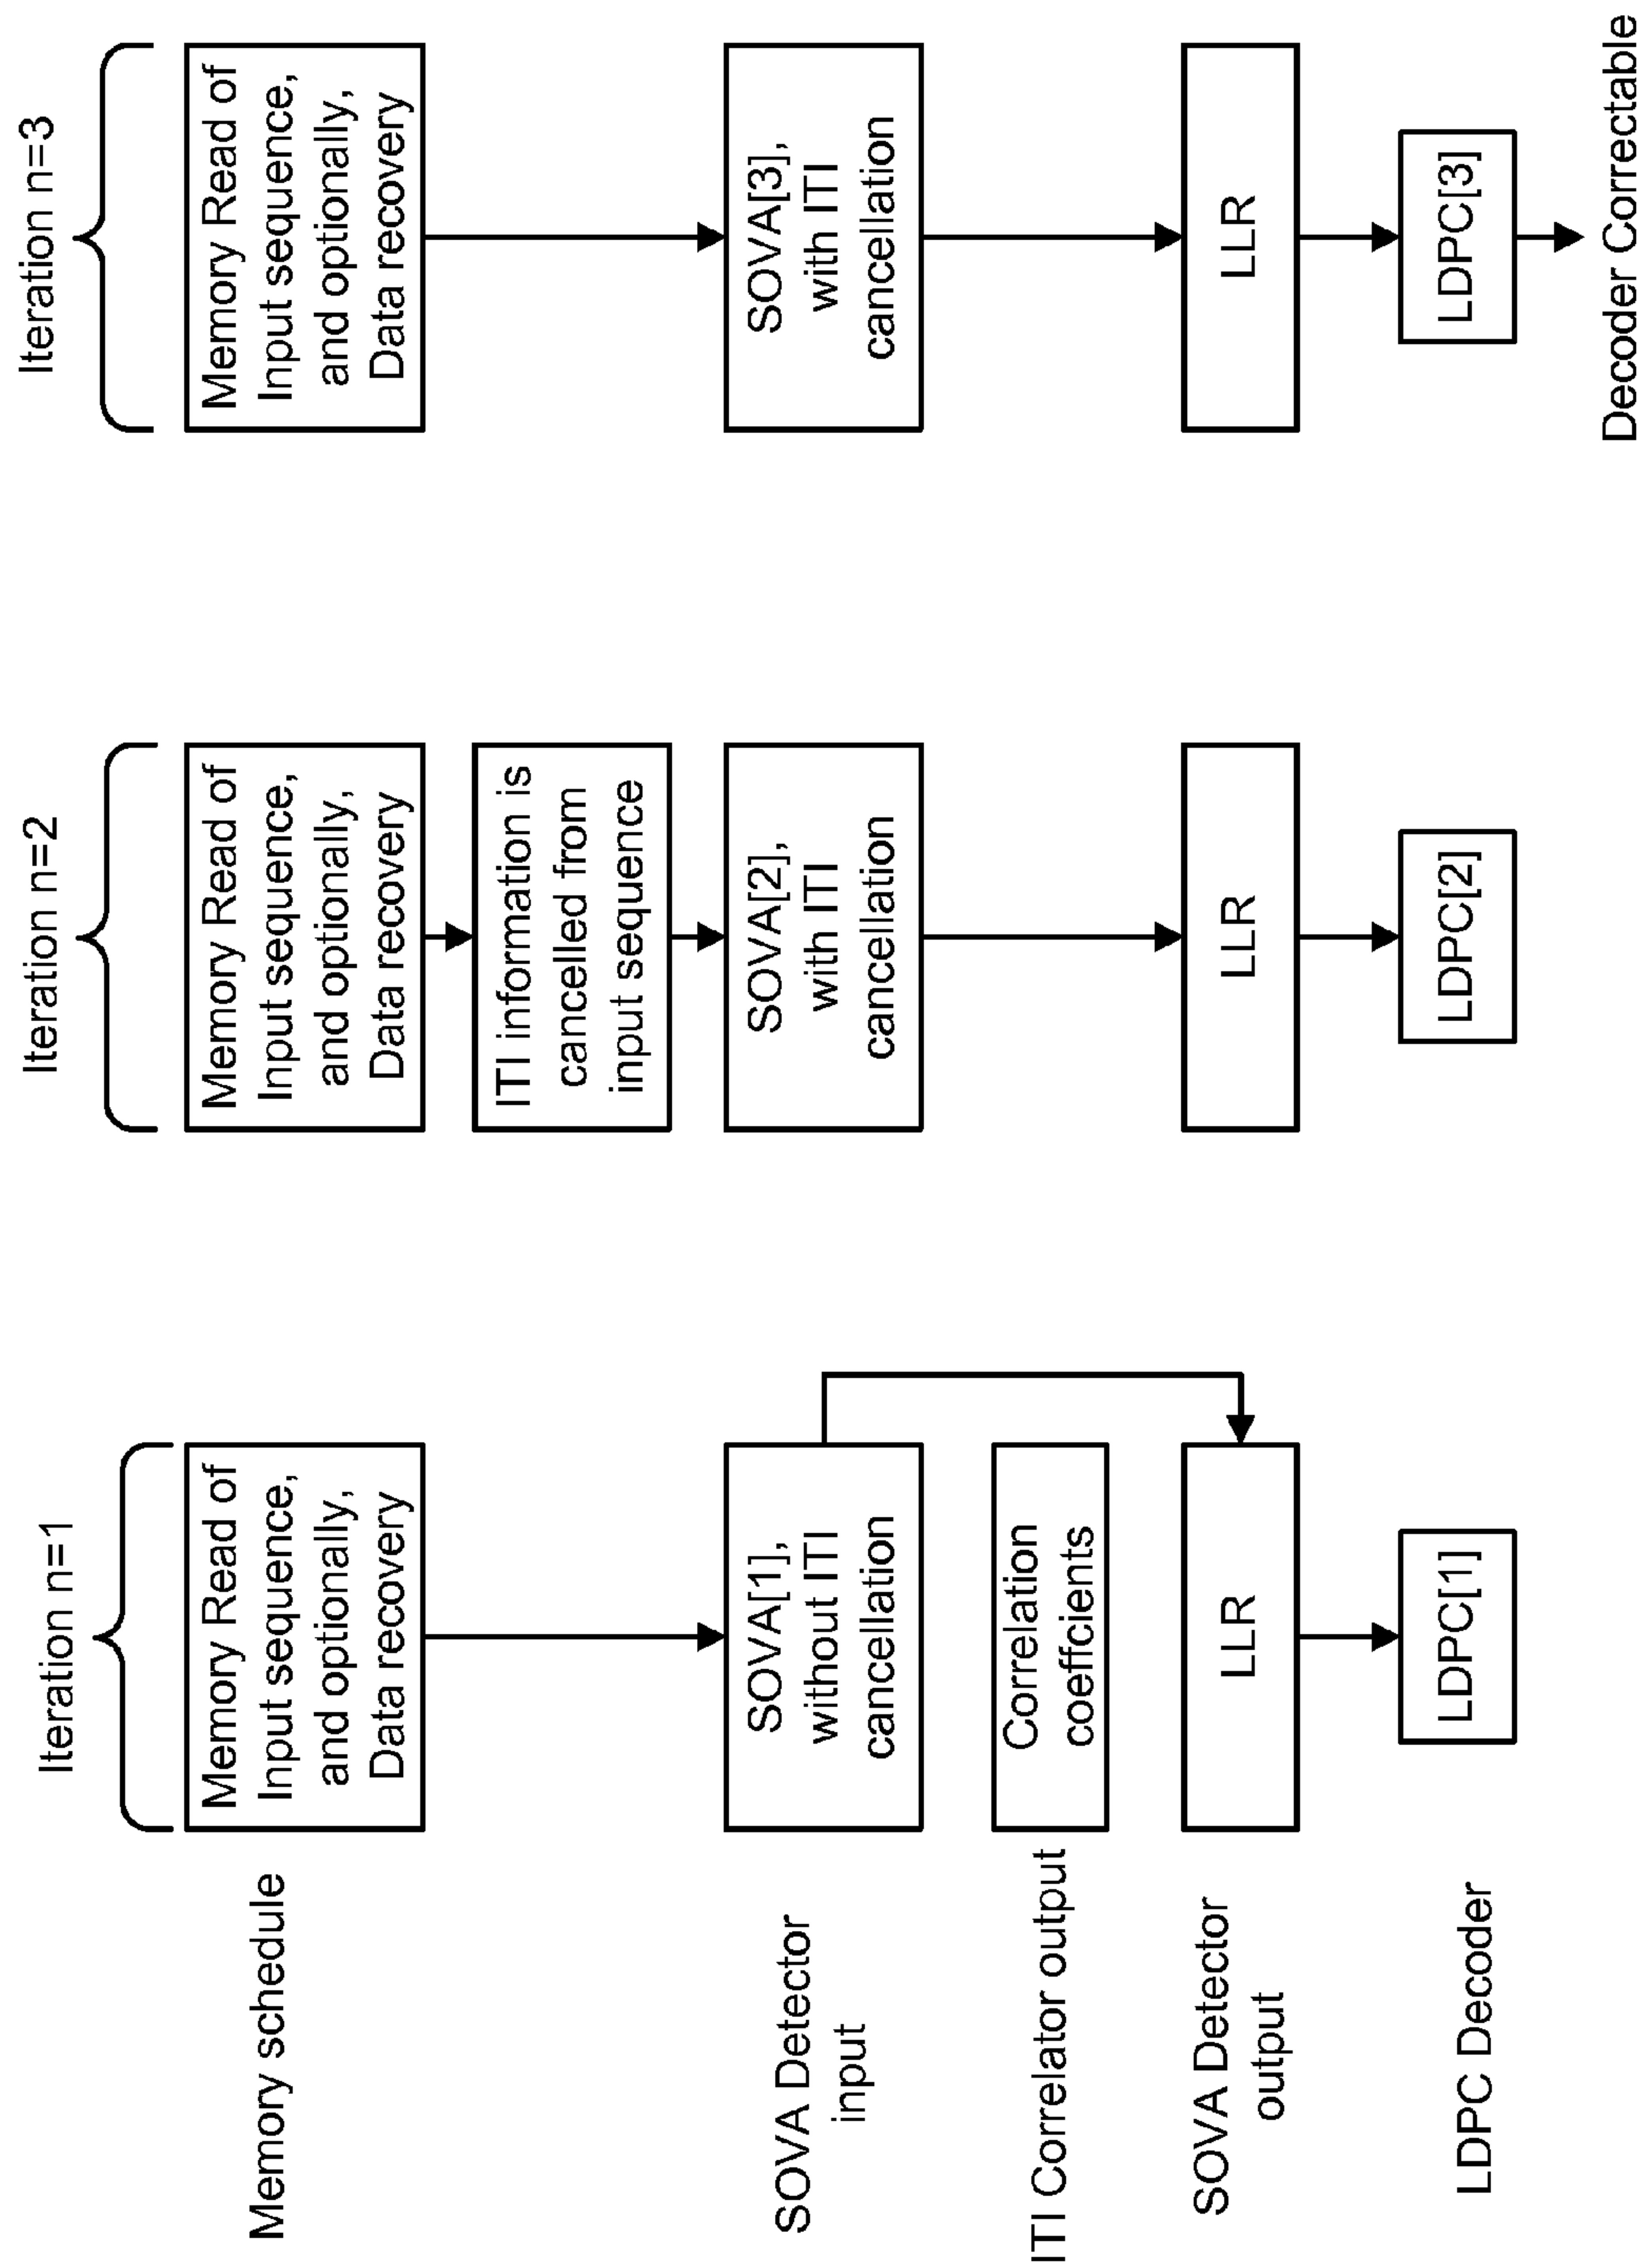 Iteration n=1
Iteration n=2
Iteration n=3
Memory schedule
Memory Read of
Input sequence,
and optionally,
Data recovery
Memory Read of
Input sequence,
and optionally,
Data recovery
Memory Read of
Input sequence,
and optionally,
Data recovery
ITI information is
cancelled from
input sequence
SOVA Detector
input
SOVA[1],
without ITI
cancellation
SOVA[2],
with ITI
cancellation
SOVA[3],
with ITI
cancellation
ITI Correlator output
Correlation
coeffcients
SOVA Detector
output
LLR
LLR
LLR
LDPC Decoder
LDPC[1]
LDPC[2]
LDPC[3]
Decoder Correctable